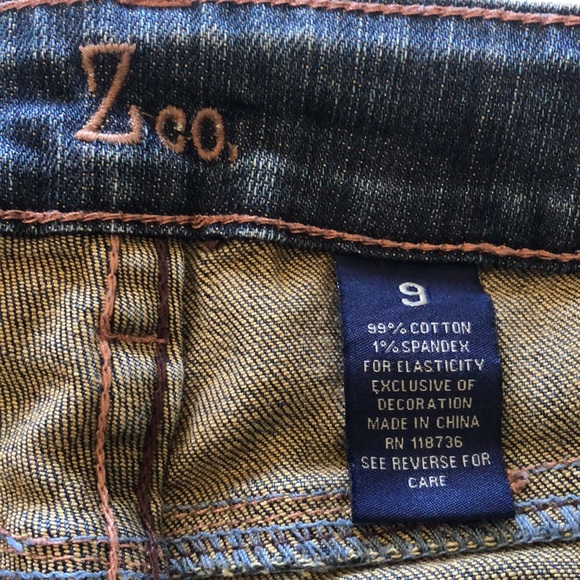 Zco.
9
99% COTTON
1% SPANDEX
FOR ELASTICITY
EXCLUSIVE OF
DECORATION
MADE IN CHINA
RN 118736
SEE REVERSE FOR
CARE